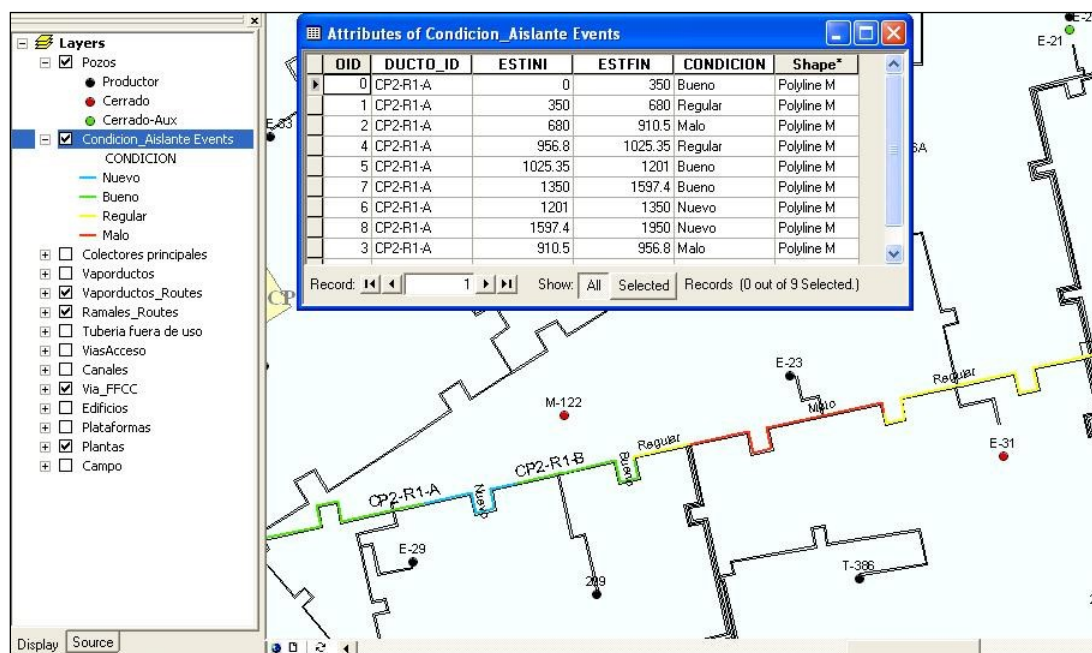 Layers
Pozos
Productor
Cerrado
Cerrado-Aux
Condicion_Aislante Events
CONDICION
Nuevo
Bueno
Regular
Malo
Colectores principales
Vaporductos
Vaporductos_Routes
Ramales_Routes
Tuberia fuera de uso
ViasAcceso
Canales
Via_FFCC
Edificios
Plataformas
Plantas
Campo
Display Source
Attributes of Condicion_Aislante Events
OID DUCTO_ID ESTINI ESTFIN CONDICION Shape*
0 CP2-R1-A 0 350 Bueno Polyline M
1 CP2-R1-A 350 680 Regular Polyline M
2 CP2-R1-A 680 910.5 Malo Polyline M
4 CP2-R1-A 956.8 1025.35 Regular Polyline M
5 CP2-R1-A 1025.35 1201 Bueno Polyline M
7 CP2-R1-A 1350 1597.4 Bueno Polyline M
6 CP2-R1-A 1201 1350 Nuevo Polyline M
8 CP2-R1-A 1597.4 1950 Nuevo Polyline M
3 CP2-R1-A 910.5 956.8 Malo Polyline M
Record: 1 Show: All Selected Records (0 out of 9 Selected.)
E-21
E-23
Regular
M-122
Malo
Regular
E-31
CP2-R1-B
Bueno
CP2-R1-A
Nuevo
E-29
T-386